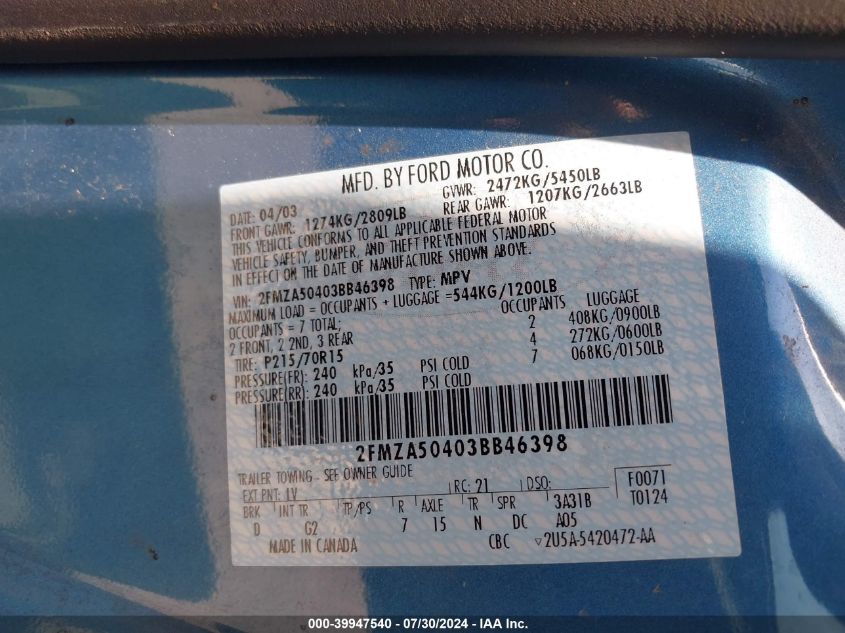 MFD. BY FORD MOTOR CO.
DATE: 04/03 GVWR: 2472KG/5450LB
FRONT GAWR: 1274KG/2809LB REAR GAWR: 1207KG/2663LB
THIS VEHICLE CONFORMS TO ALL APPLICABLE FEDERAL MOTOR
VEHICLE SAFETY, BUMPER, AND THEFT PREVENTION STANDARDS
IN EFFECT ON THE DATE OF MANUFACTURE SHOWN ABOVE.
VIN: 2FMZA50403BB46398 TYPE: MPV
MAXIMUM LOAD = OCCUPANTS + LUGGAGE =544KG/1200LB
OCCUPANTS = 7 TOTAL; OCCUPANTS LUGGAGE
2 FRONT, 2 2ND, 3 REAR 2 408KG/0900LB
TIRE: P215/70R15 4 272KG/0600LB
PRESSURE(FR): 240 kPa/35 PSI COLD 7 068KG/0150LB
PRESSURE(RR): 240 kPa/35 PSI COLD
2FMZA50403BB46398
TRAILER TOWING - SEE OWNER GUIDE
EXT PNT: LV RC: 21 DSO: F0071
BRK INT TR TP/PS R AXLE TR SPR 3A31B T0124
D G2 7 15 N DC A05
MADE IN CANADA CBC ▽2U5A-5420472-AA
000-39947540 - 07/30/2024 - IAA Inc.